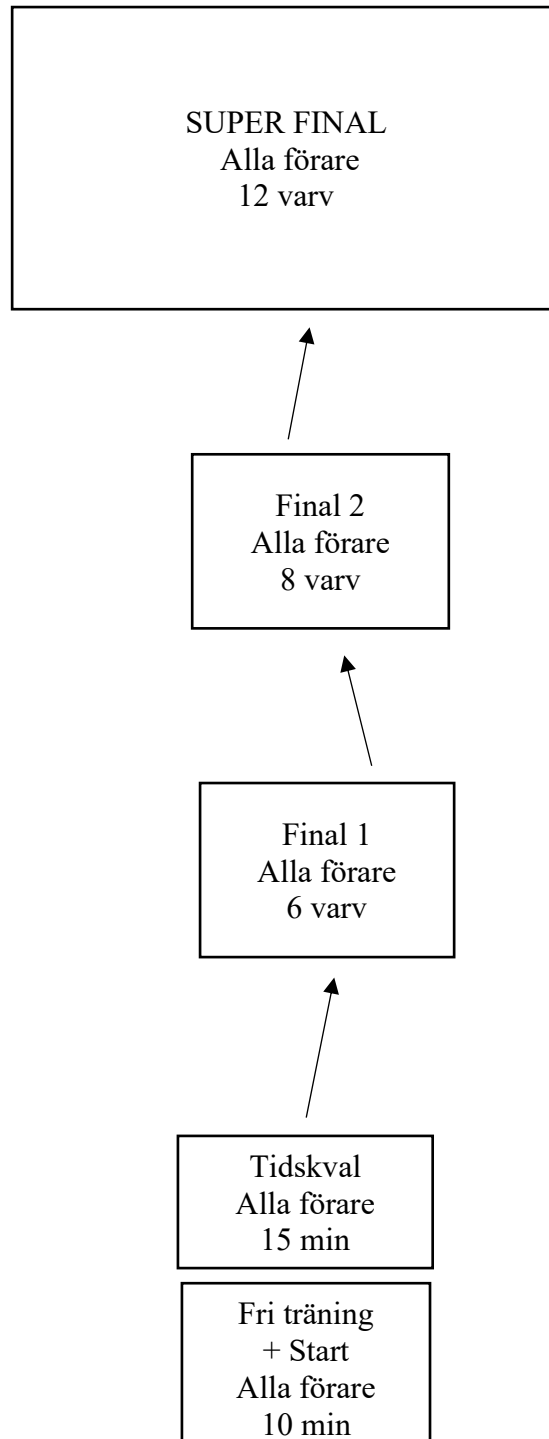 SUPER FINAL
Alla förare
12 varv
Final 2
Alla förare
8 varv
Final 1
Alla förare
6 varv
Tidskval
Alla förare
15 min
Fri träning
+ Start
Alla förare
10 min